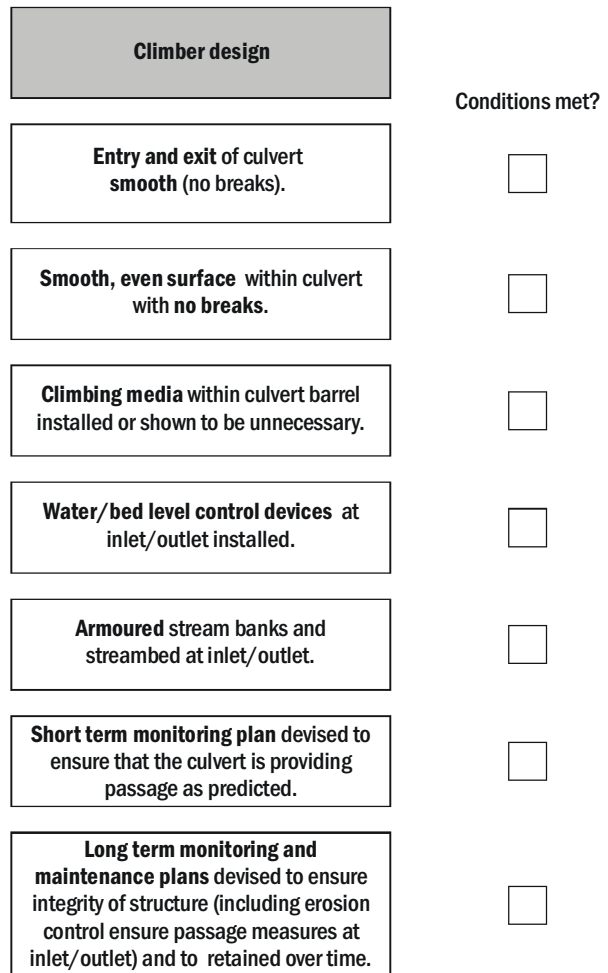 Climber design
Conditions met?
Entry and exit of culvert
smooth (no breaks).
Smooth, even surface within culvert
with no breaks.
Climbing media within culvert barrel
installed or shown to be unnecessary.
Water/bed level control devices at
inlet/outlet installed.
Armoured stream banks and
streambed at inlet/outlet.
Short term monitoring plan devised to
ensure that the culvert is providing
passage as predicted.
Long term monitoring and
maintenance plans devised to ensure
integrity of structure (including erosion
control ensure passage measures at
inlet/outlet) and to retained over time.